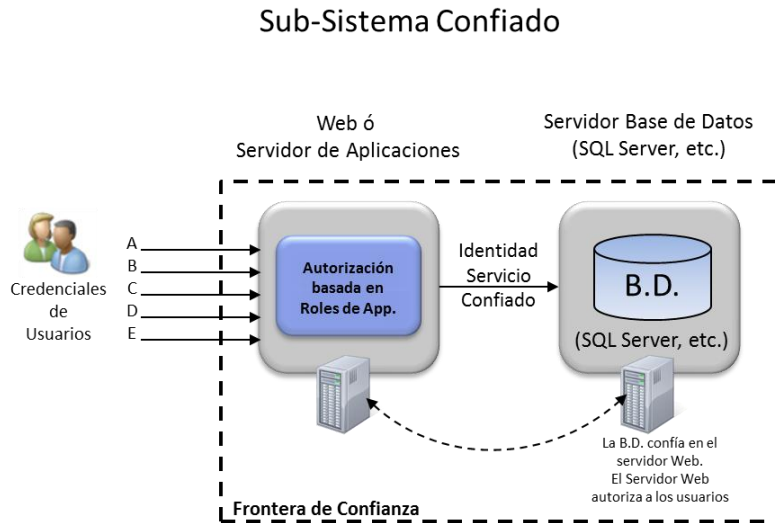 Sub-Sistema Confiado
Web ó
Servidor de Aplicaciones
Servidor Base de Datos
(SQL Server, etc.)
Credenciales
de
Usuarios
A
B
C
D
E
Autorización
basada en
Roles de App.
Identidad
Servicio
Confiado
B.D.
(SQL Server, etc.)
La B.D. confía en el
servidor Web.
El Servidor Web
autoriza a los usuarios
Frontera de Confianza